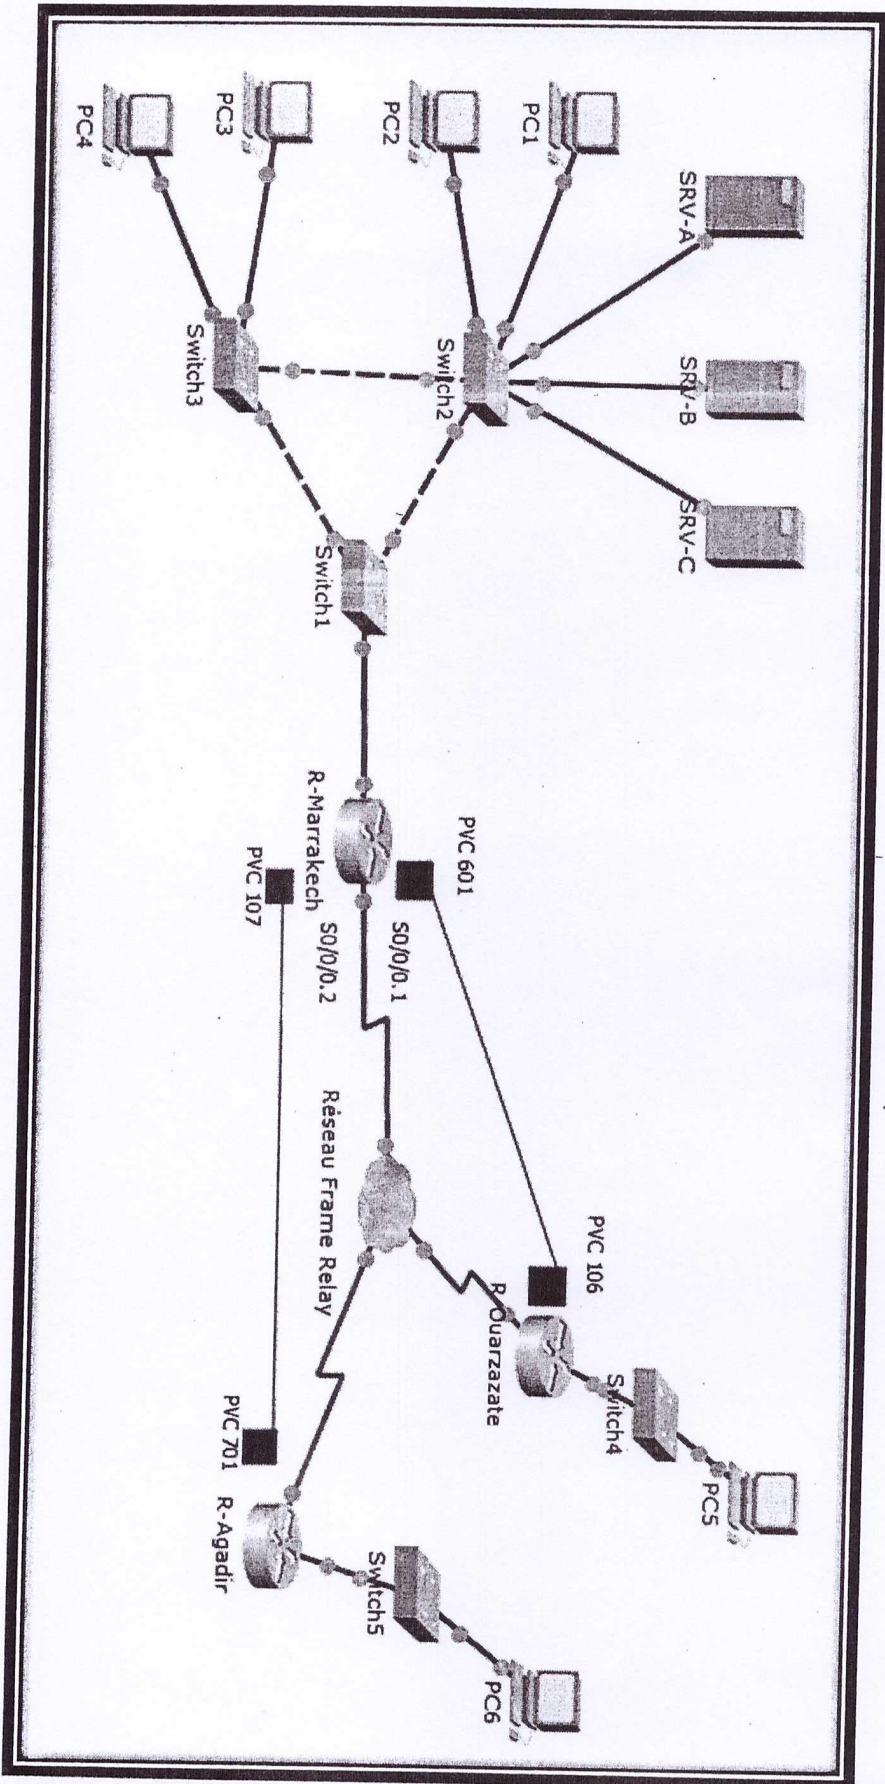 SRV-A
SRV-B
SRV-C
PC1
PC2
PC3
PC4
Switch2
Switch3
Switch1
R-Marrakech
PVC 601
PVC 107
S0/0/0.1
S0/0/0.2
Réseau Frame Relay
PVC 106
R-Ouarzazate
Switch4
PC5
PVC 701
R-Agadir
Switch5
PC6